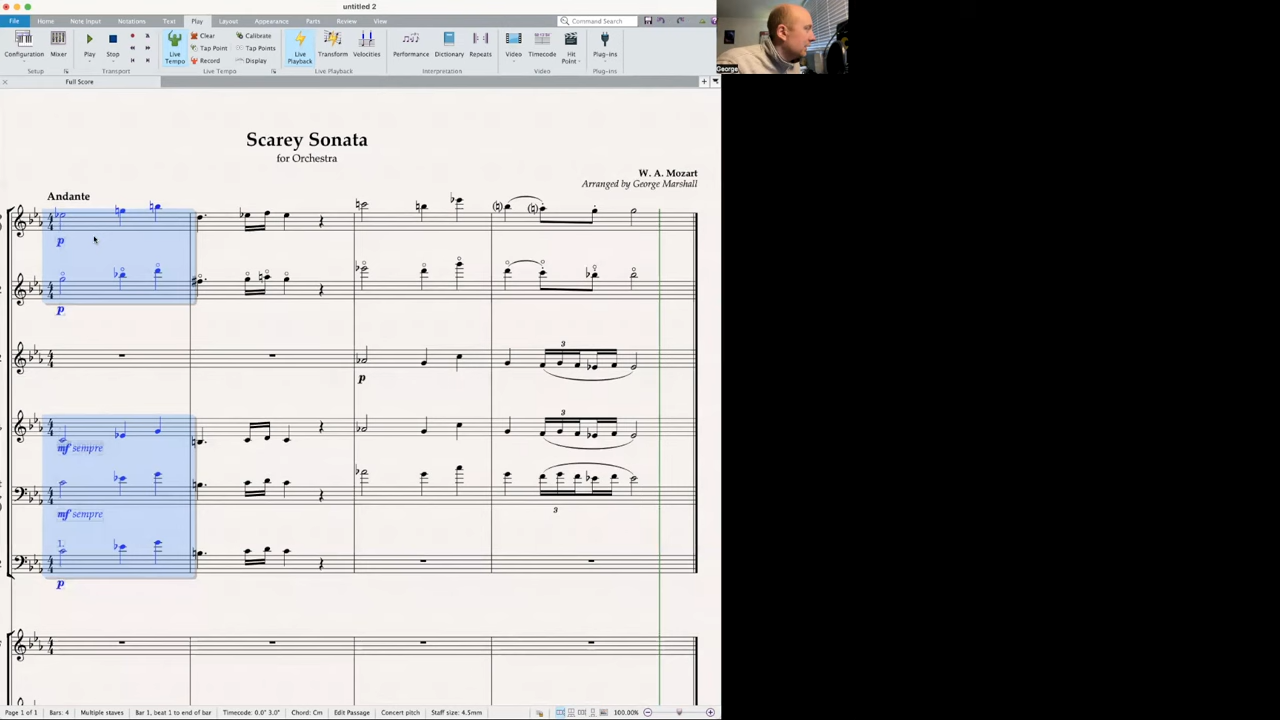 untitled 2
File Home Note Input Notations Text Play Layout Appearance Parts Review View Command Search
Configuration Mixer Play Stop Live Tempo Clear Tap Point Record Calibrate Tap Points Display Live Playback Transform Velocities Performance Dictionary Repeats Video Timecode Hit Point Plug-ins
Setup Transport Live Tempo Live Playback Interpretation Video Plug-ins
George
Full Score
Scarey Sonata
for Orchestra
W. A. Mozart
Arranged by George Marshall
Andante
p
p
3
p
3
mf sempre
3
mf sempre
1.
p
Page 1 of 1 Bars: 4 Multiple staves Bar 1, beat 1 to end of bar Timecode: 0.0" 3.0" Chord: Cm Edit Passage Concert pitch Staff size: 4.5mm 100.00%